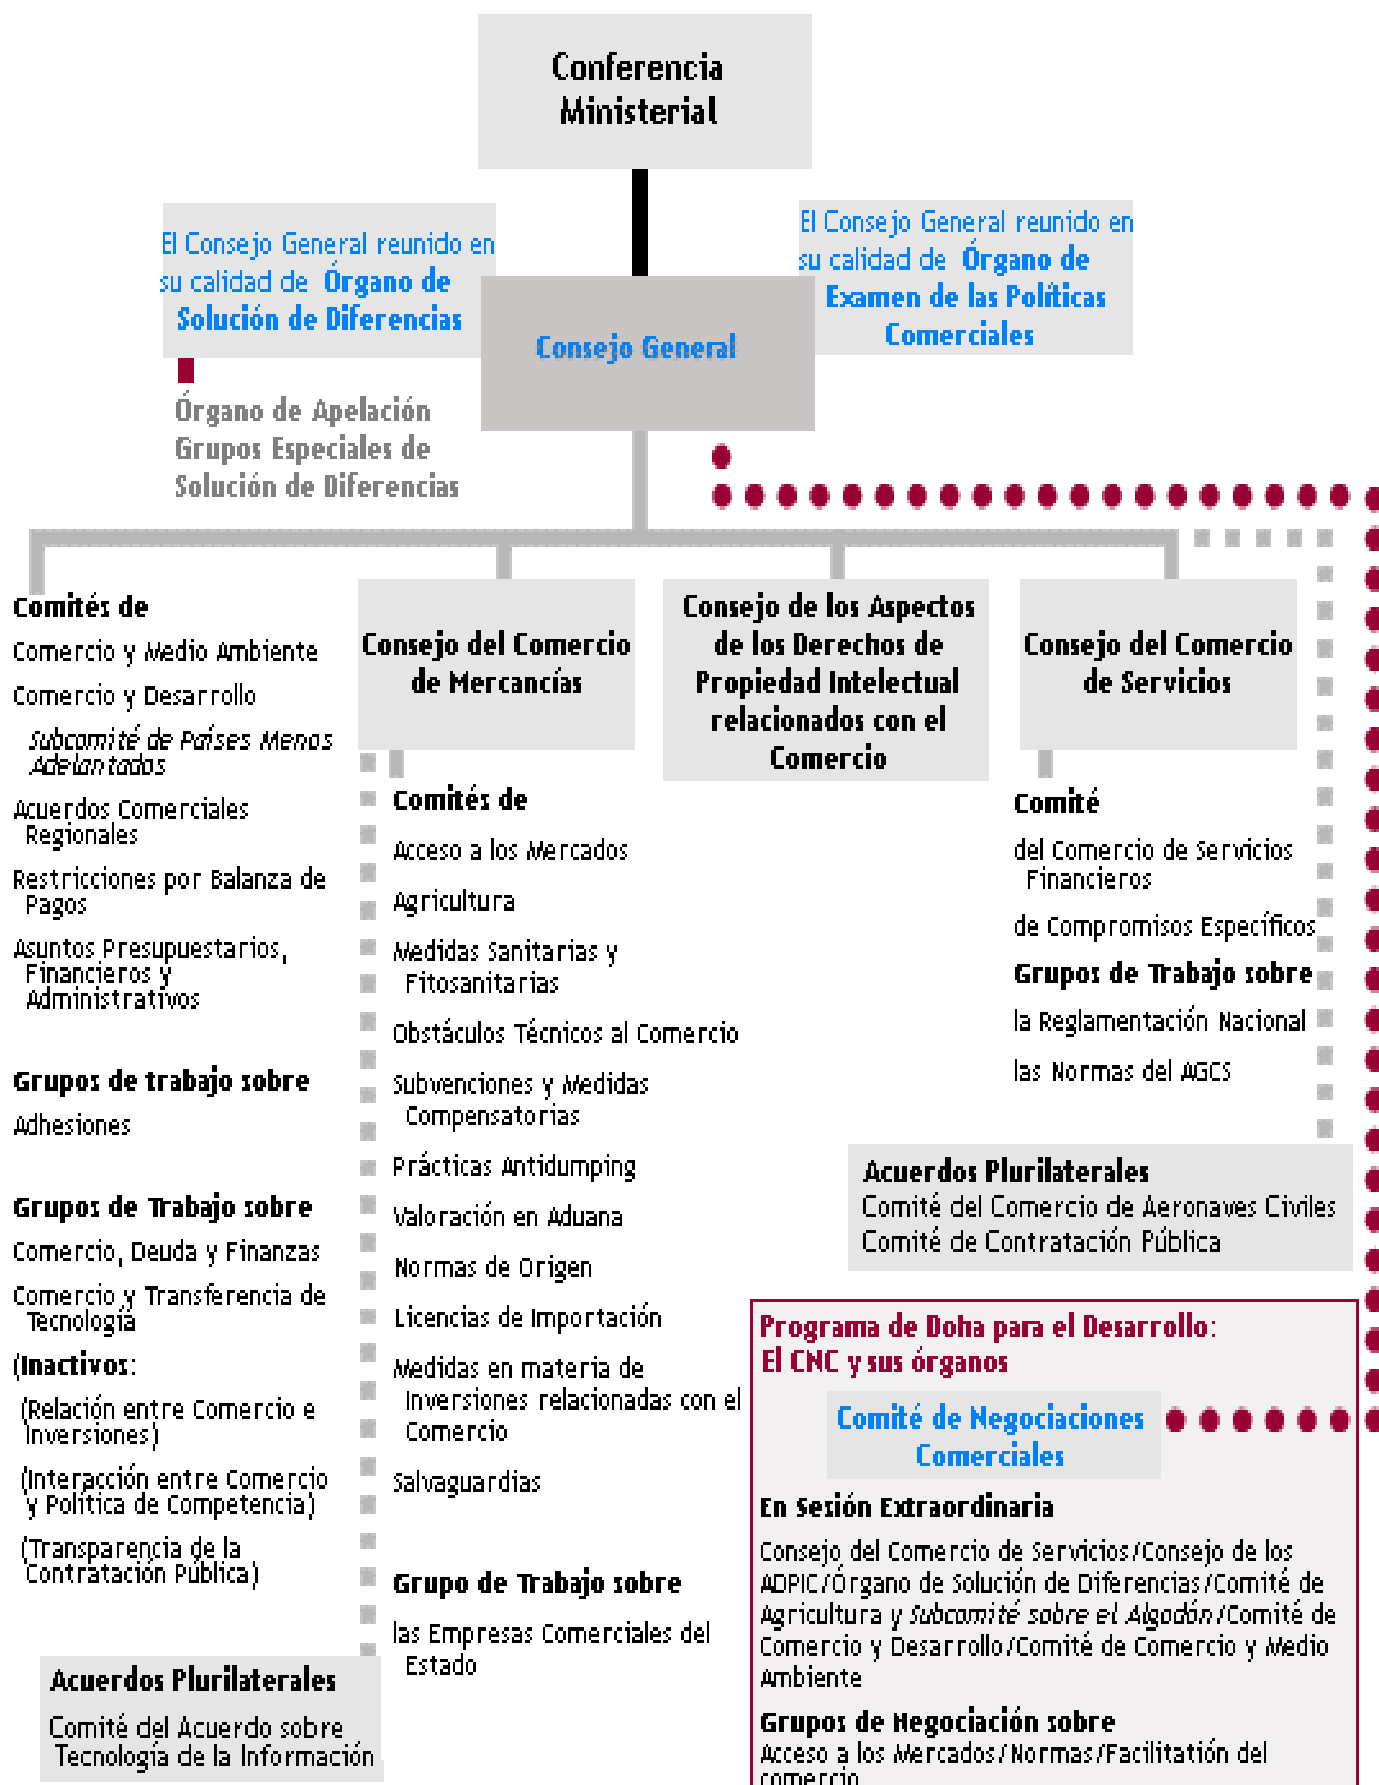 Conferencia
Ministerial
El Consejo General reunido en
su calidad de Órgano de
Solución de Diferencias
El Consejo General reunido en
su calidad de Órgano de
Examen de las Políticas
Comerciales
Consejo General
Órgano de Apelación
Grupos Especiales de
Solución de Diferencias
Comités de
Comercio y Medio Ambiente
Comercio y Desarrollo
Subcomité de Países Menos
Adelantados
Acuerdos Comerciales
Regionales
Restricciones por Balanza de
Pagos
Asuntos Presupuestarios,
Financieros y
Administrativos
Grupos de trabajo sobre
Adhesiones
Grupos de Trabajo sobre
Comercio, Deuda y Finanzas
Comercio y Transferencia de
Tecnología
(Inactivos:
(Relación entre Comercio e
Inversiones)
(Interacción entre Comercio
y Política de Competencia)
(Transparencia de la
Contratación Pública)
Acuerdos Plurilaterales
Comité del Acuerdo sobre
Tecnología de la Información
Consejo del Comercio
de Mercancías
Comités de
Acceso a los Mercados
Agricultura
Medidas Sanitarias y
Fitosanitarias
Obstáculos Técnicos al Comercio
Subvenciones y Medidas
Compensatorias
Prácticas Antidumping
Valoración en Aduana
Normas de Origen
Licencias de Importación
Medidas en materia de
Inversiones relacionadas con el
Comercio
Salvaguardias
Grupo de Trabajo sobre
las Empresas Comerciales del
Estado
Consejo de los Aspectos
de los Derechos de
Propiedad Intelectual
relacionados con el
Comercio
Consejo del Comercio
de Servicios
Comité
del Comercio de Servicios
Financieros
de Compromisos Específicos
Grupos de Trabajo sobre
la Reglamentación Nacional
las Normas del AGCS
Acuerdos Plurilaterales
Comité del Comercio de Aeronaves Civiles
Comité de Contratación Pública
Programa de Doha para el Desarrollo:
El CNC y sus órganos
Comité de Negociaciones
Comerciales
En Sesión Extraordinaria
Consejo del Comercio de Servicios/Consejo de los
ADPIC/Órgano de Solución de Diferencias/Comité de
Agricultura y Subcomité sobre el Algodón/Comité de
Comercio y Desarrollo/Comité de Comercio y Medio
Ambiente
Grupos de Negociación sobre
Acceso a los Mercados/Normas/Facilitatión del
comercio